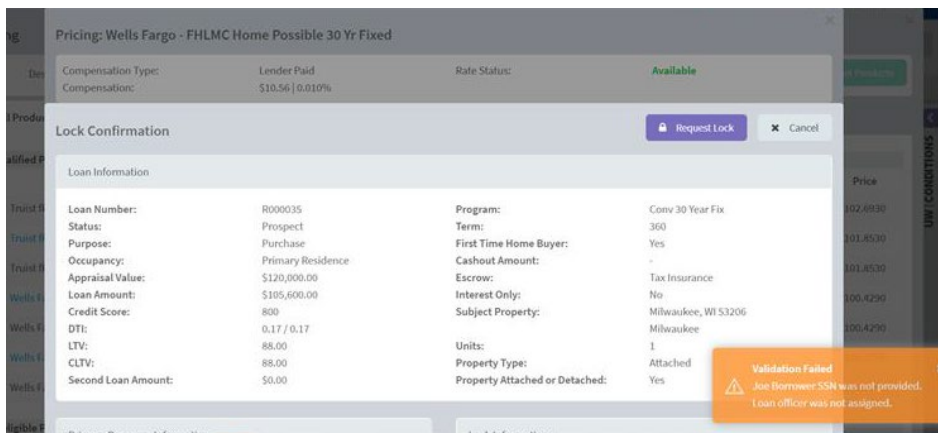 Pricing: Wells Fargo - FHLMC Home Possible 30 Yr Fixed
Compensation Type: Lender Paid Rate Status: Available
Compensation: $10.56 | 0.010%
Lock Confirmation Request Lock Cancel
Loan Information
Price
Loan Number: R000035 Program: Conv 30 Year Fix 102.6930
Status: Prospect Term: 360
Purpose: Purchase First Time Home Buyer: Yes 101.8530
Occupancy: Primary Residence Cashout Amount: -
Appraisal Value: $120,000.00 Escrow: Tax Insurance 101.8530
Loan Amount: $105,600.00 Interest Only: No 100.4290
Credit Score: 800 Subject Property: Milwaukee, WI 53206
DTI: 0.17 / 0.17 Milwaukee 100.4290
LTV: 88.00 Units: 1
CLTV: 88.00 Property Type: Attached
Second Loan Amount: $0.00 Property Attached or Detached: Yes
Validation Failed
Joe Borrower SSN was not provided.
Loan officer was not assigned.
UW|CONDITIONS